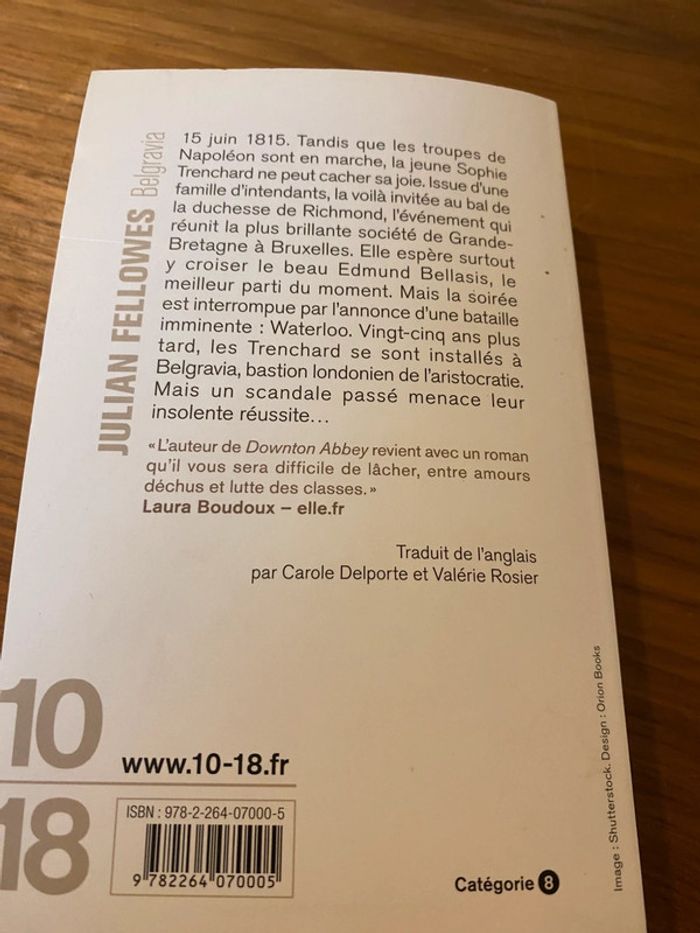 JULIAN FELLOWES Belgravia
15 juin 1815. Tandis que les troupes de
Napoléon sont en marche, la jeune Sophie
Trenchard ne peut cacher sa joie. Issue d'une
famille d'intendants, la voilà invitée au bal de
la duchesse de Richmond, l'événement qui
réunit la plus brillante société de Grande-
Bretagne à Bruxelles. Elle espère surtout
y croiser le beau Edmund Bellasis, le
meilleur parti du moment. Mais la soirée
est interrompue par l'annonce d'une bataille
imminente : Waterloo. Vingt-cinq ans plus
tard, les Trenchard se sont installés à
Belgravia, bastion londonien de l'aristocratie.
Mais un scandale passé menace leur
insolente réussite…
« L'auteur de Downton Abbey revient avec un roman
qu'il vous sera difficile de lâcher, entre amours
déchus et lutte des classes. »
Laura Boudoux – elle.fr
Traduit de l'anglais
par Carole Delporte et Valérie Rosier
10
18
www.10-18.fr
ISBN : 978-2-264-07000-5
9 782264 070005
Catégorie 8
Image : Shutterstock. Design : Orion Books